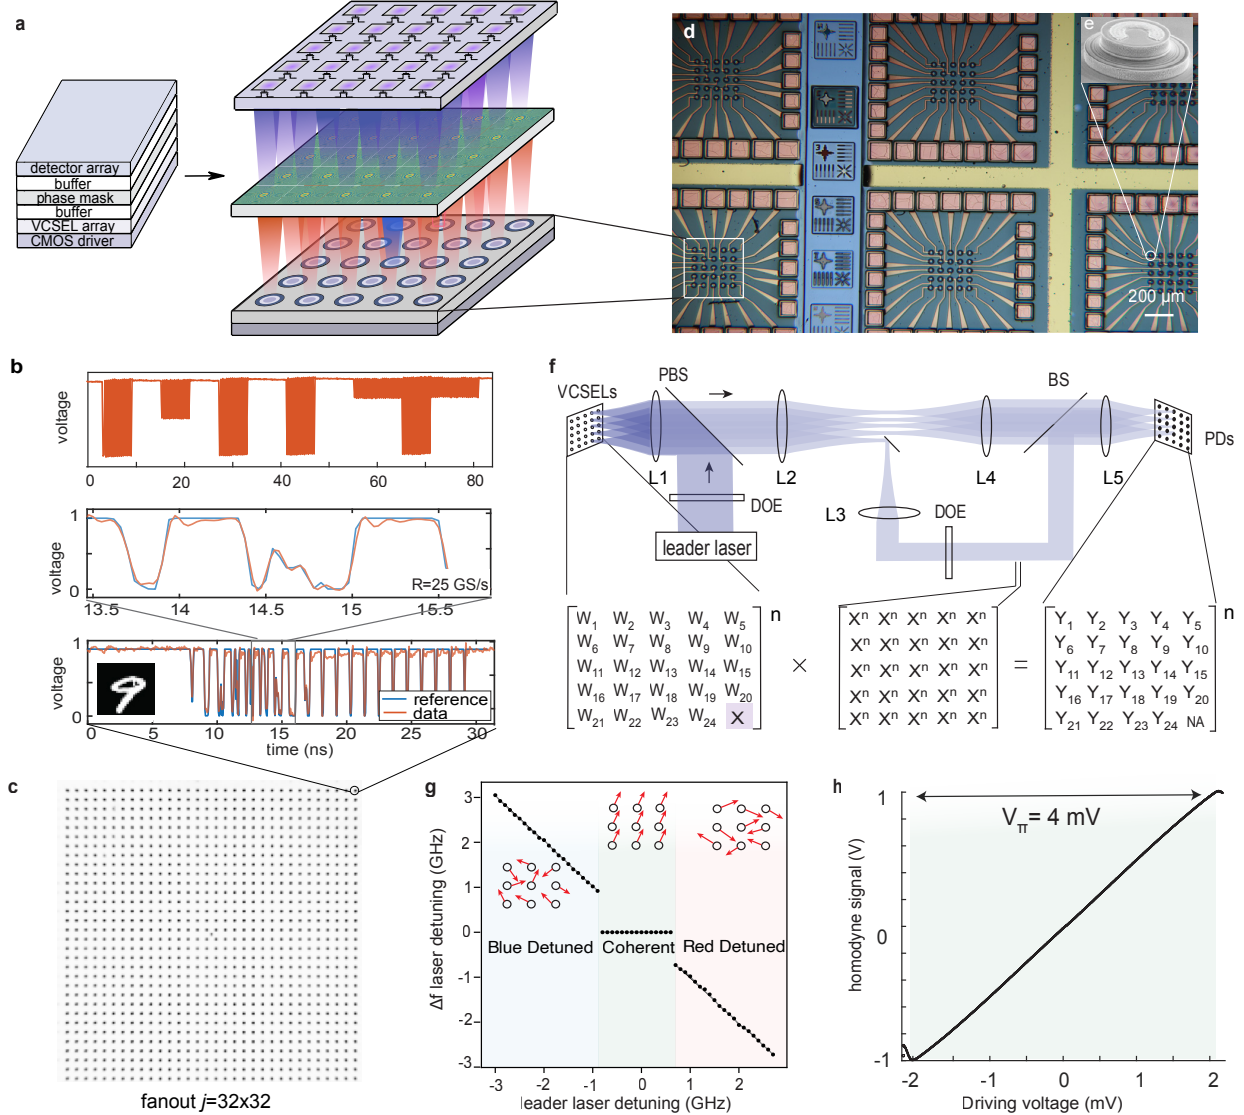 a
detector array
buffer
phase mask
buffer
VCSEL array
CMOS driver
d
e
200 µm
b
voltage
0 20 40 60 80
voltage
1
0
R=25 GS/s
13.5 14 14.5 15 15.5
voltage
1
0
reference
data
0 5 10 15 20 25 30
time (ns)
c
fanout j=32x32
f
VCSELs
PBS
BS
PDs
L1
L2
L4
L5
DOE
L3
DOE
leader laser
W1 W2 W3 W4 W5
W6 W7 W8 W9 W10
W11 W12 W13 W14 W15
W16 W17 W18 W19 W20
W21 W22 W23 W24 X
n
×
Xn Xn Xn Xn Xn
Xn Xn Xn Xn Xn
Xn Xn Xn Xn Xn
Xn Xn Xn Xn Xn
Xn Xn Xn Xn Xn
=
Y1 Y2 Y3 Y4 Y5
Y6 Y7 Y8 Y9 Y10
Y11 Y12 Y13 Y14 Y15
Y16 Y17 Y18 Y19 Y20
Y21 Y22 Y23 Y24 NA
n
g
Δf laser detuning (GHz)
3
2
1
0
-1
-2
-3
Blue Detuned Coherent Red Detuned
-3 -2 -1 0 1 2
leader laser detuning (GHz)
h
homodyne signal (V)
1
0
-1
Vπ= 4 mV
-2 -1 0 1 2
Driving voltage (mV)